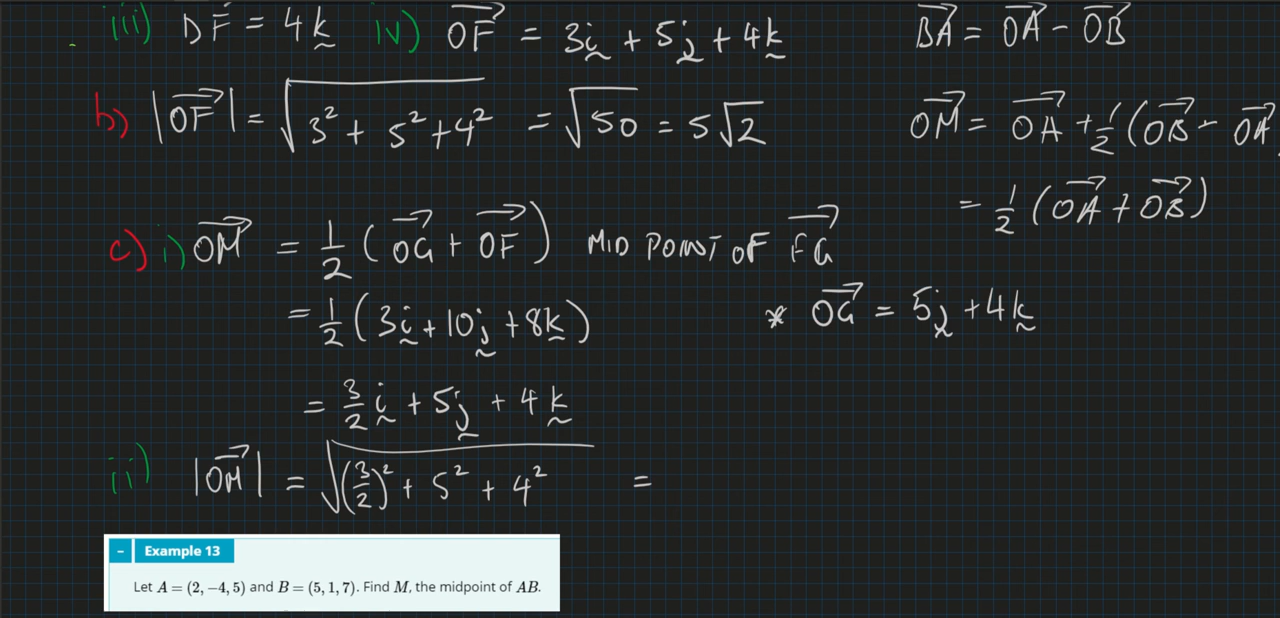 iii) DF = 4k iv) OF = 3i + 5j + 4k
BA = OA - OB
b) |OF| = √(3² + 5² + 4²) = √50 = 5√2
OM = OA + 1/2 (OB - OA
= 1/2 (OA + OB)
c) i) OM = 1/2 (OG + OF) MID POINT OF FG
= 1/2 (3i + 10j + 8k)
* OG = 5j + 4k
= 3/2 i + 5j + 4k
ii) |OM| = √((3/2)² + 5² + 4²) =
- Example 13
Let A = (2, −4, 5) and B = (5, 1, 7). Find M, the midpoint of AB.